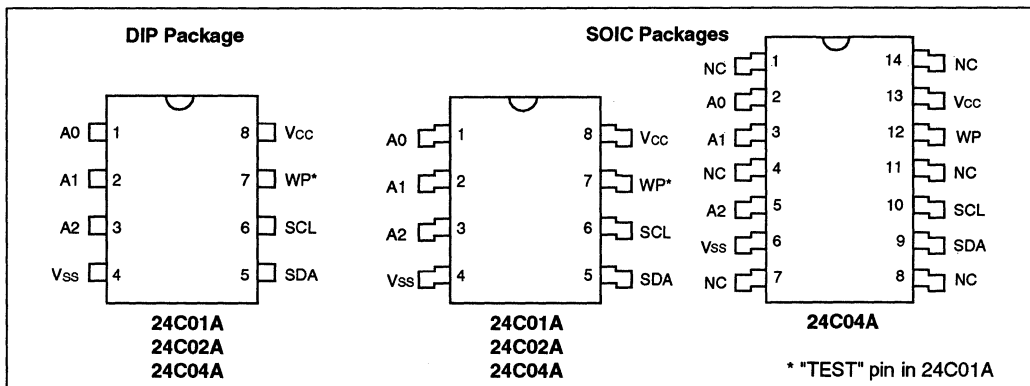 DIP Package
A0 1 8 Vcc
A1 2 7 WP*
A2 3 6 SCL
Vss 4 5 SDA
24C01A
24C02A
24C04A
SOIC Packages
A0 1 8 Vcc
A1 2 7 WP*
A2 3 6 SCL
Vss 4 5 SDA
24C01A
24C02A
24C04A
NC 1 14 NC
A0 2 13 Vcc
A1 3 12 WP
NC 4 11 NC
A2 5 10 SCL
Vss 6 9 SDA
NC 7 8 NC
24C04A
* "TEST" pin in 24C01A